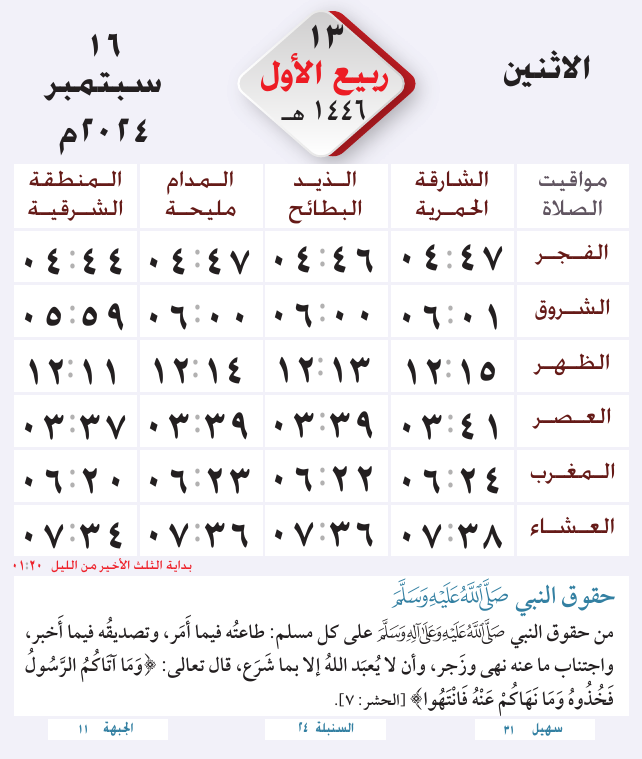 الاثنين
١٣
ربيع الأول
١٤٤٦ هـ
١٦
سبتمبر
٢٠٢٤م
مواقيت الصلاة | الشارقة الحمرية | الذيد البطائح | المدام مليحة | المنطقة الشرقية
الفجر ٠٤:٤٧ ٠٤:٤٦ ٠٤:٤٧ ٠٤:٤٤
الشروق ٠٦:٠١ ٠٦:٠٠ ٠٦:٠٠ ٠٥:٥٩
الظهر ١٢:١٥ ١٢:١٣ ١٢:١٤ ١٢:١١
العصر ٠٣:٤١ ٠٣:٣٩ ٠٣:٣٩ ٠٣:٣٧
المغرب ٠٦:٢٤ ٠٦:٢٢ ٠٦:٢٣ ٠٦:٢٠
العشاء ٠٧:٣٨ ٠٧:٣٦ ٠٧:٣٦ ٠٧:٣٤
بداية الثلث الأخير من الليل ٠١:٢٠
حقوق النبي صَلَّى اللَّهُ عَلَيْهِ وَسَلَّمَ
من حقوق النبي صَلَّى اللَّهُ عَلَيْهِ وَعَلَى آلِهِ وَسَلَّمَ على كل مسلم: طاعتُه فيما أَمَر، وتصديقُه فيما أَخبر،
واجتناب ما عنه نهى وزَجر، وأن لا يُعبَد اللهُ إلا بما شَرَع، قال تعالى: ﴿وَمَا آتَاكُمُ الرَّسُولُ
فَخُذُوهُ وَمَا نَهَاكُمْ عَنْهُ فَانْتَهُوا﴾ [الحشر: ٧].
سهيل ٣١ السنبلة ٢٤ الجبهة ١١